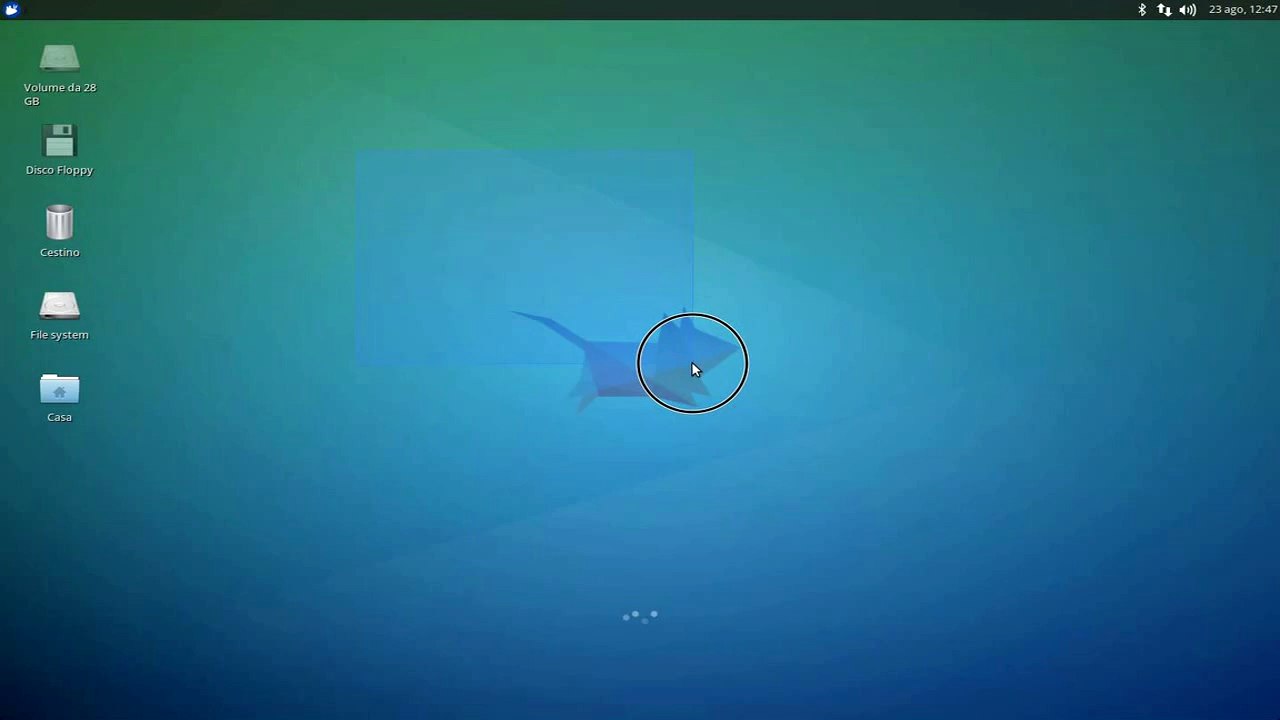 23 ago, 12:47
Volume da 28
GB
Disco Floppy
Cestino
File system
Casa